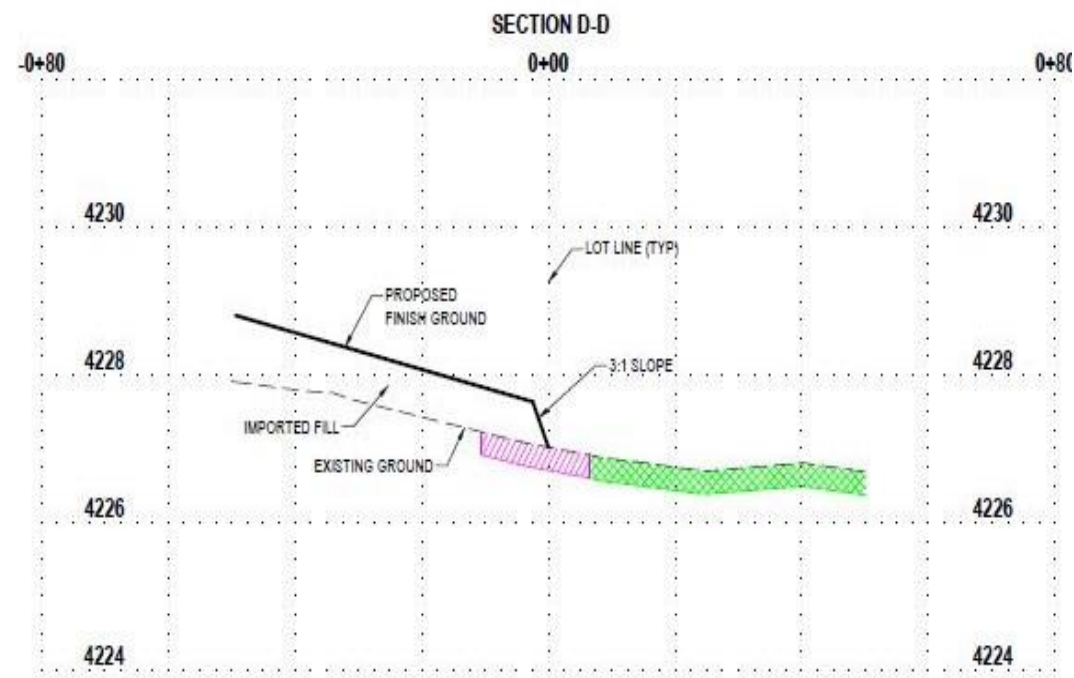 SECTION D-D
-0+80 0+00 0+80
4230 4230
LOT LINE (TYP)
PROPOSED
FINISH GROUND
4228 3:1 SLOPE 4228
IMPORTED FILL
EXISTING GROUND
4226 4226
4224 4224